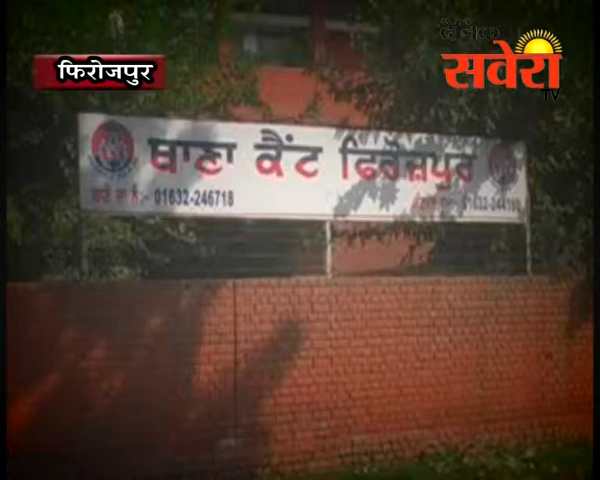 दैनिक
सवेरा
TV
फिरोजपुर
ਥਾਣਾ ਕੈਂਟ ਫਿਰੋਜ਼ਪੁਰ
01632-246718